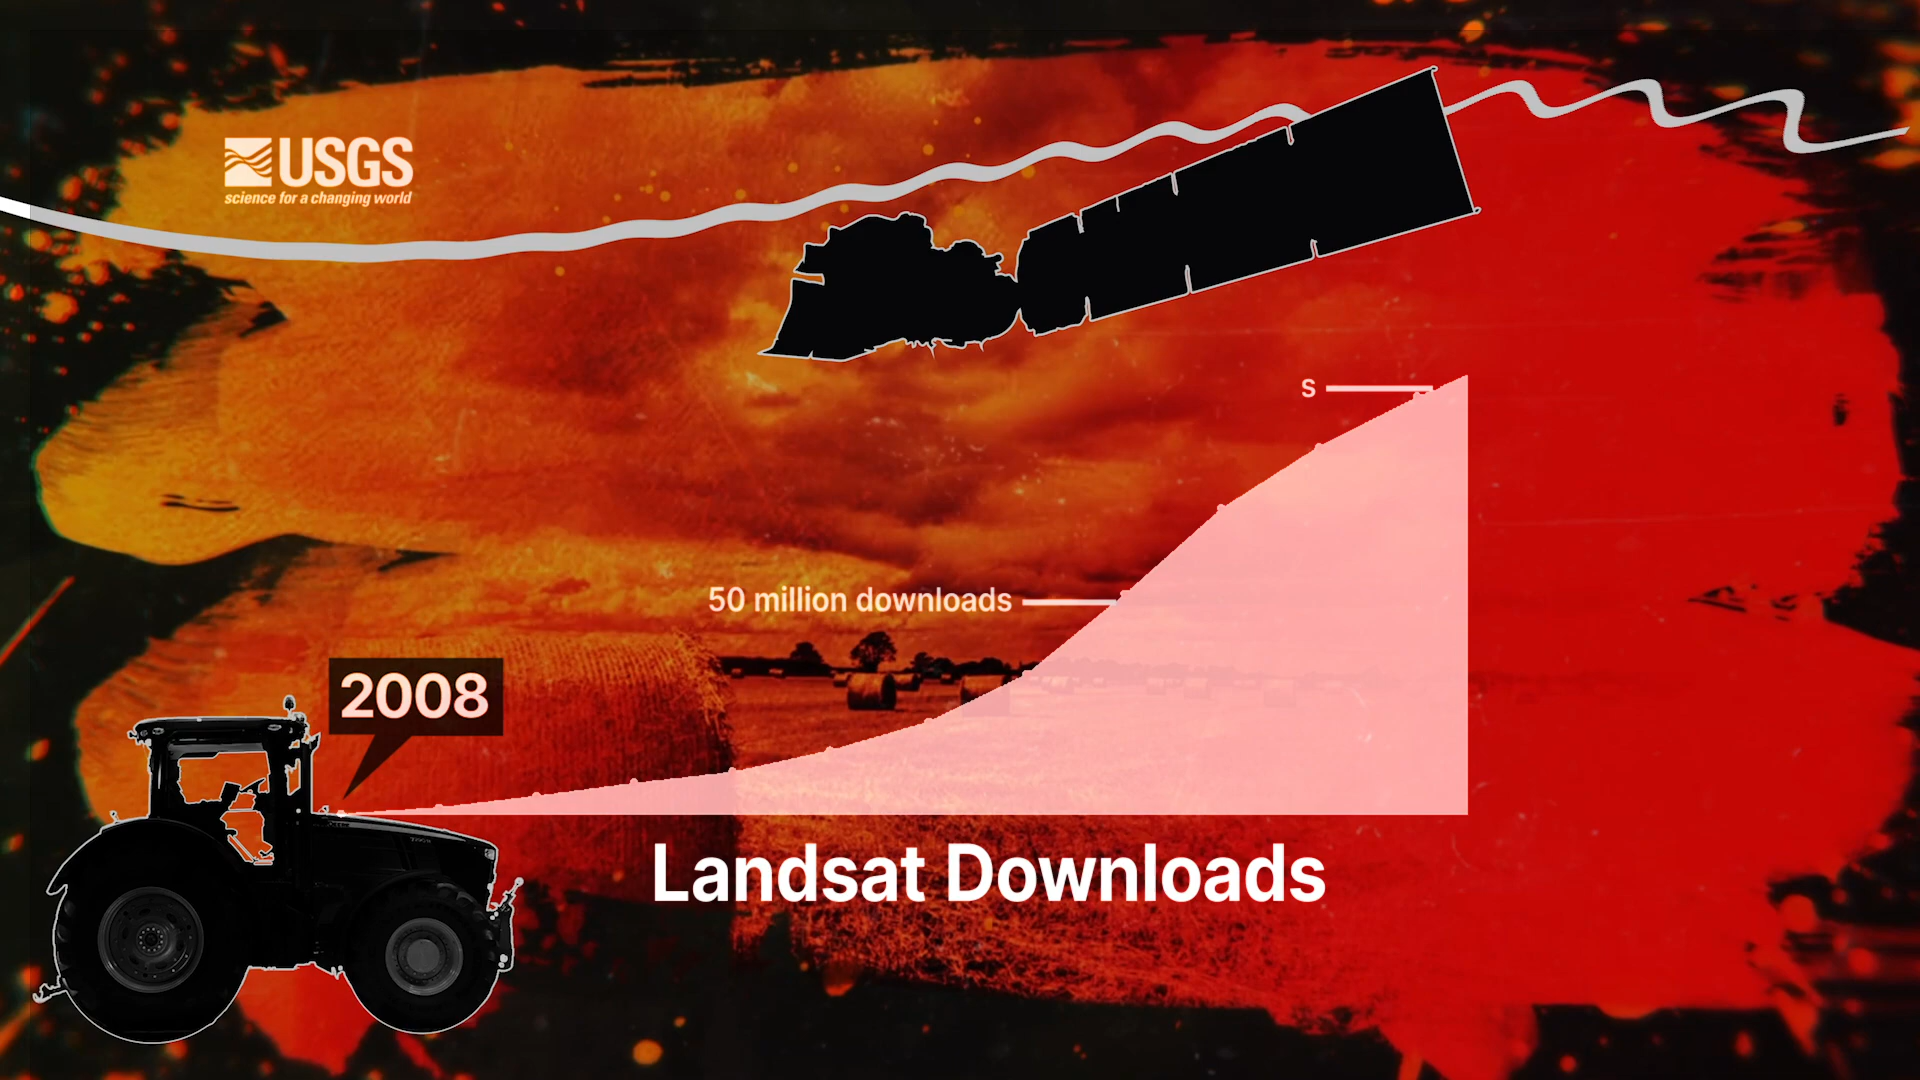 USGS
science for a changing world
s
50 million downloads
2008
Landsat Downloads